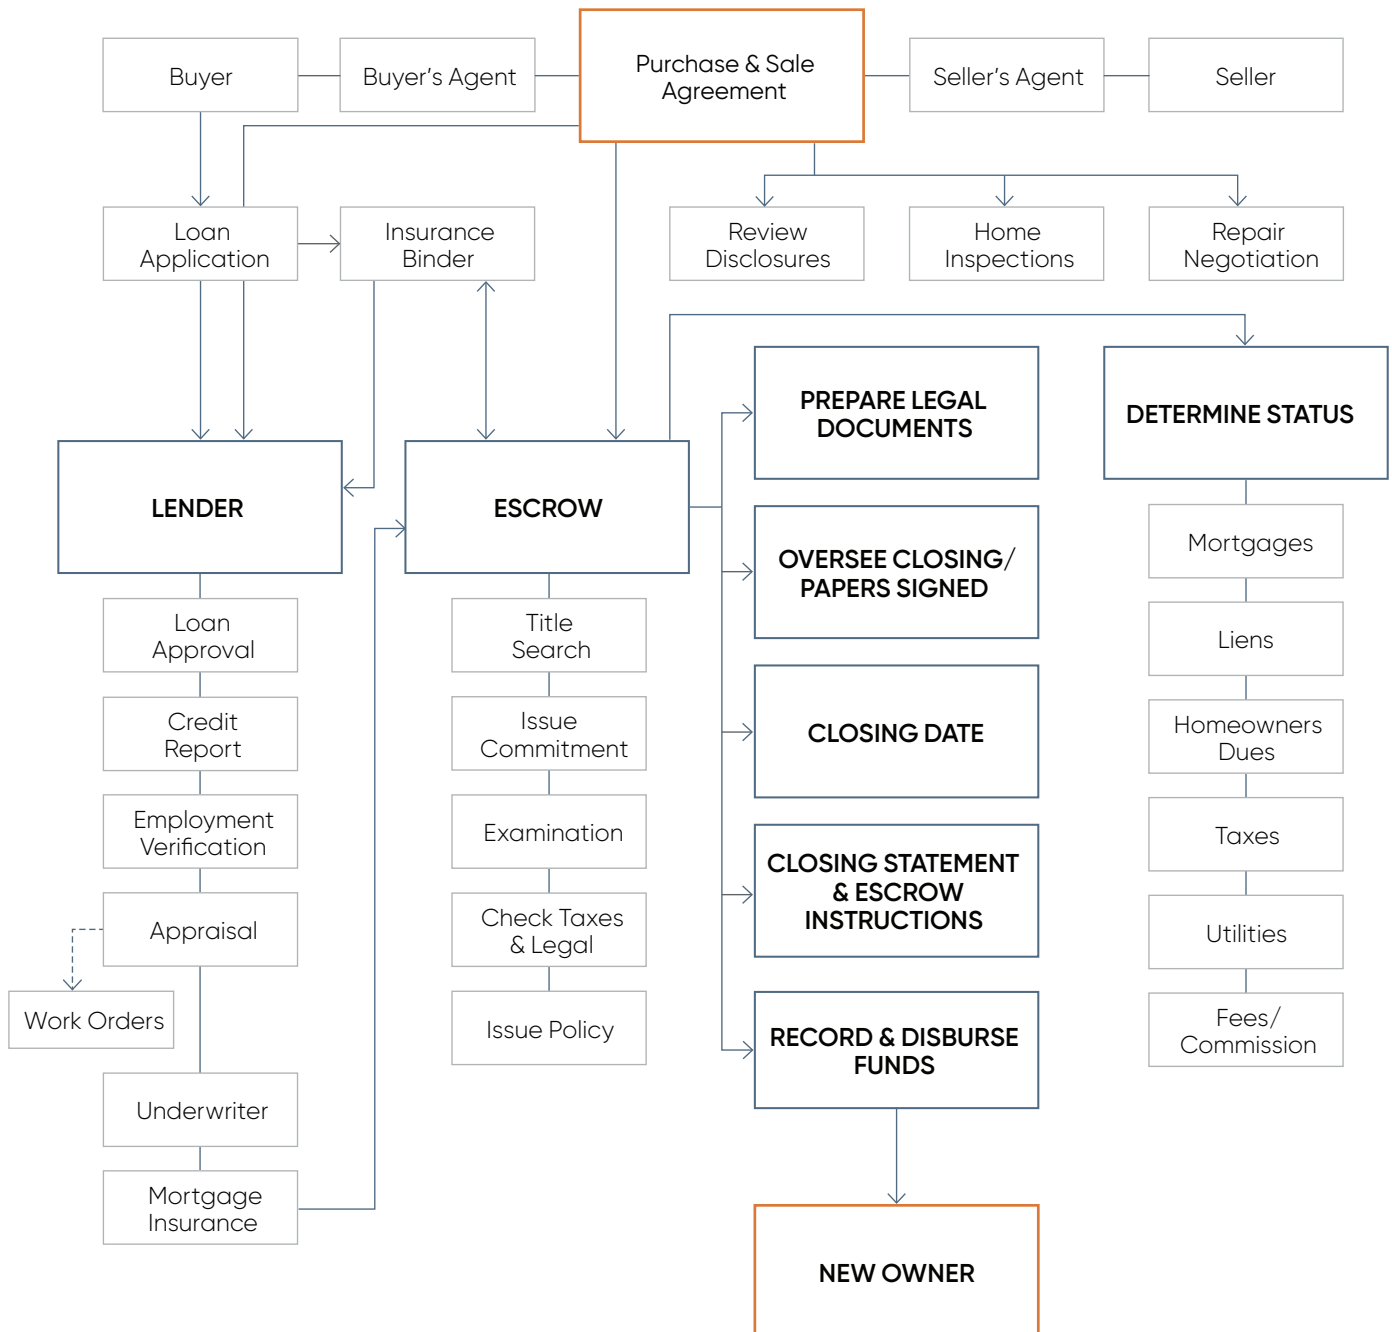 Buyer
Buyer's Agent
Purchase & Sale
Agreement
Seller's Agent
Seller
Loan
Application
Insurance
Binder
Review
Disclosures
Home
Inspections
Repair
Negotiation
LENDER
ESCROW
PREPARE LEGAL
DOCUMENTS
DETERMINE STATUS
OVERSEE CLOSING/
PAPERS SIGNED
CLOSING DATE
CLOSING STATEMENT
& ESCROW
INSTRUCTIONS
RECORD & DISBURSE
FUNDS
NEW OWNER
Loan
Approval
Credit
Report
Employment
Verification
Appraisal
Work Orders
Underwriter
Mortgage
Insurance
Title
Search
Issue
Commitment
Examination
Check Taxes
& Legal
Issue Policy
Mortgages
Liens
Homeowners
Dues
Taxes
Utilities
Fees/
Commission